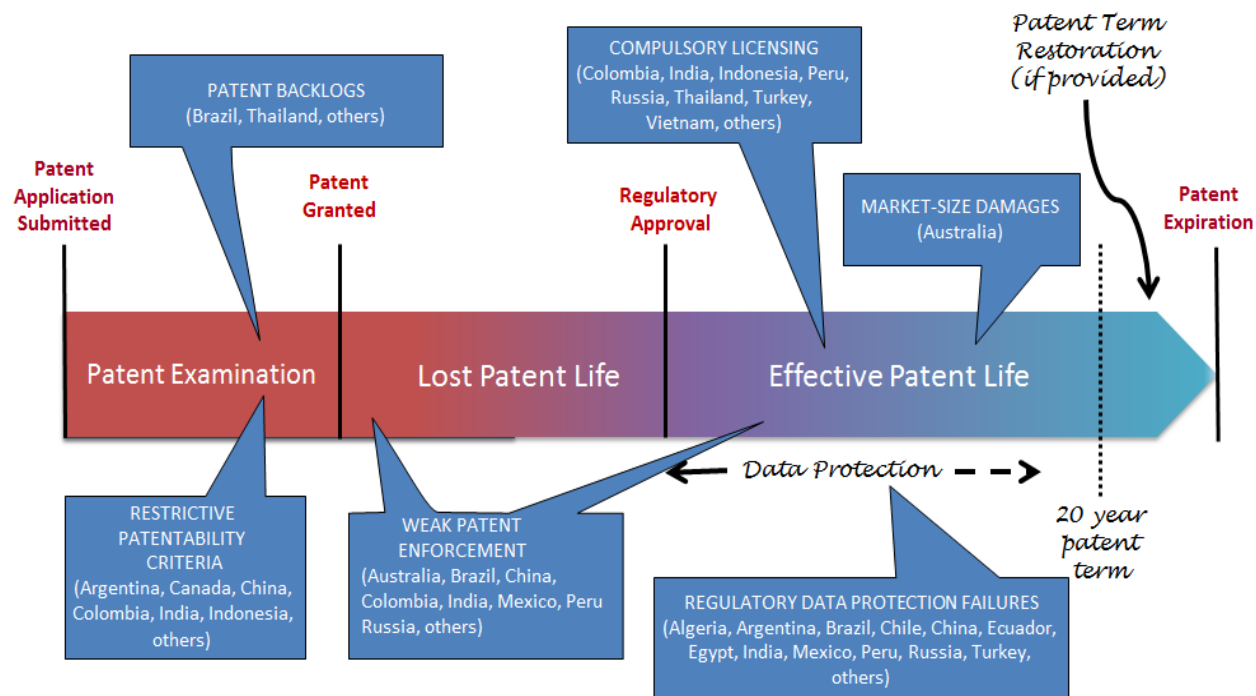 Patent Term
Restoration
(if provided)
COMPULSORY LICENSING
(Colombia, India, Indonesia, Peru,
Russia, Thailand, Turkey,
Vietnam, others)
PATENT BACKLOGS
(Brazil, Thailand, others)
Patent
Application
Submitted
Patent
Granted
Regulatory
Approval
MARKET-SIZE DAMAGES
(Australia)
Patent
Expiration
Patent Examination
Lost Patent Life
Effective Patent Life
Data Protection
20 year
patent
term
RESTRICTIVE
PATENTABILITY
CRITERIA
(Argentina, Canada, China,
Colombia, India, Indonesia,
others)
WEAK PATENT
ENFORCEMENT
(Australia, Brazil, China,
Colombia, India, Mexico, Peru
Russia, others)
REGULATORY DATA PROTECTION FAILURES
(Algeria, Argentina, Brazil, Chile, China, Ecuador,
Egypt, India, Mexico, Peru, Russia, Turkey,
others)